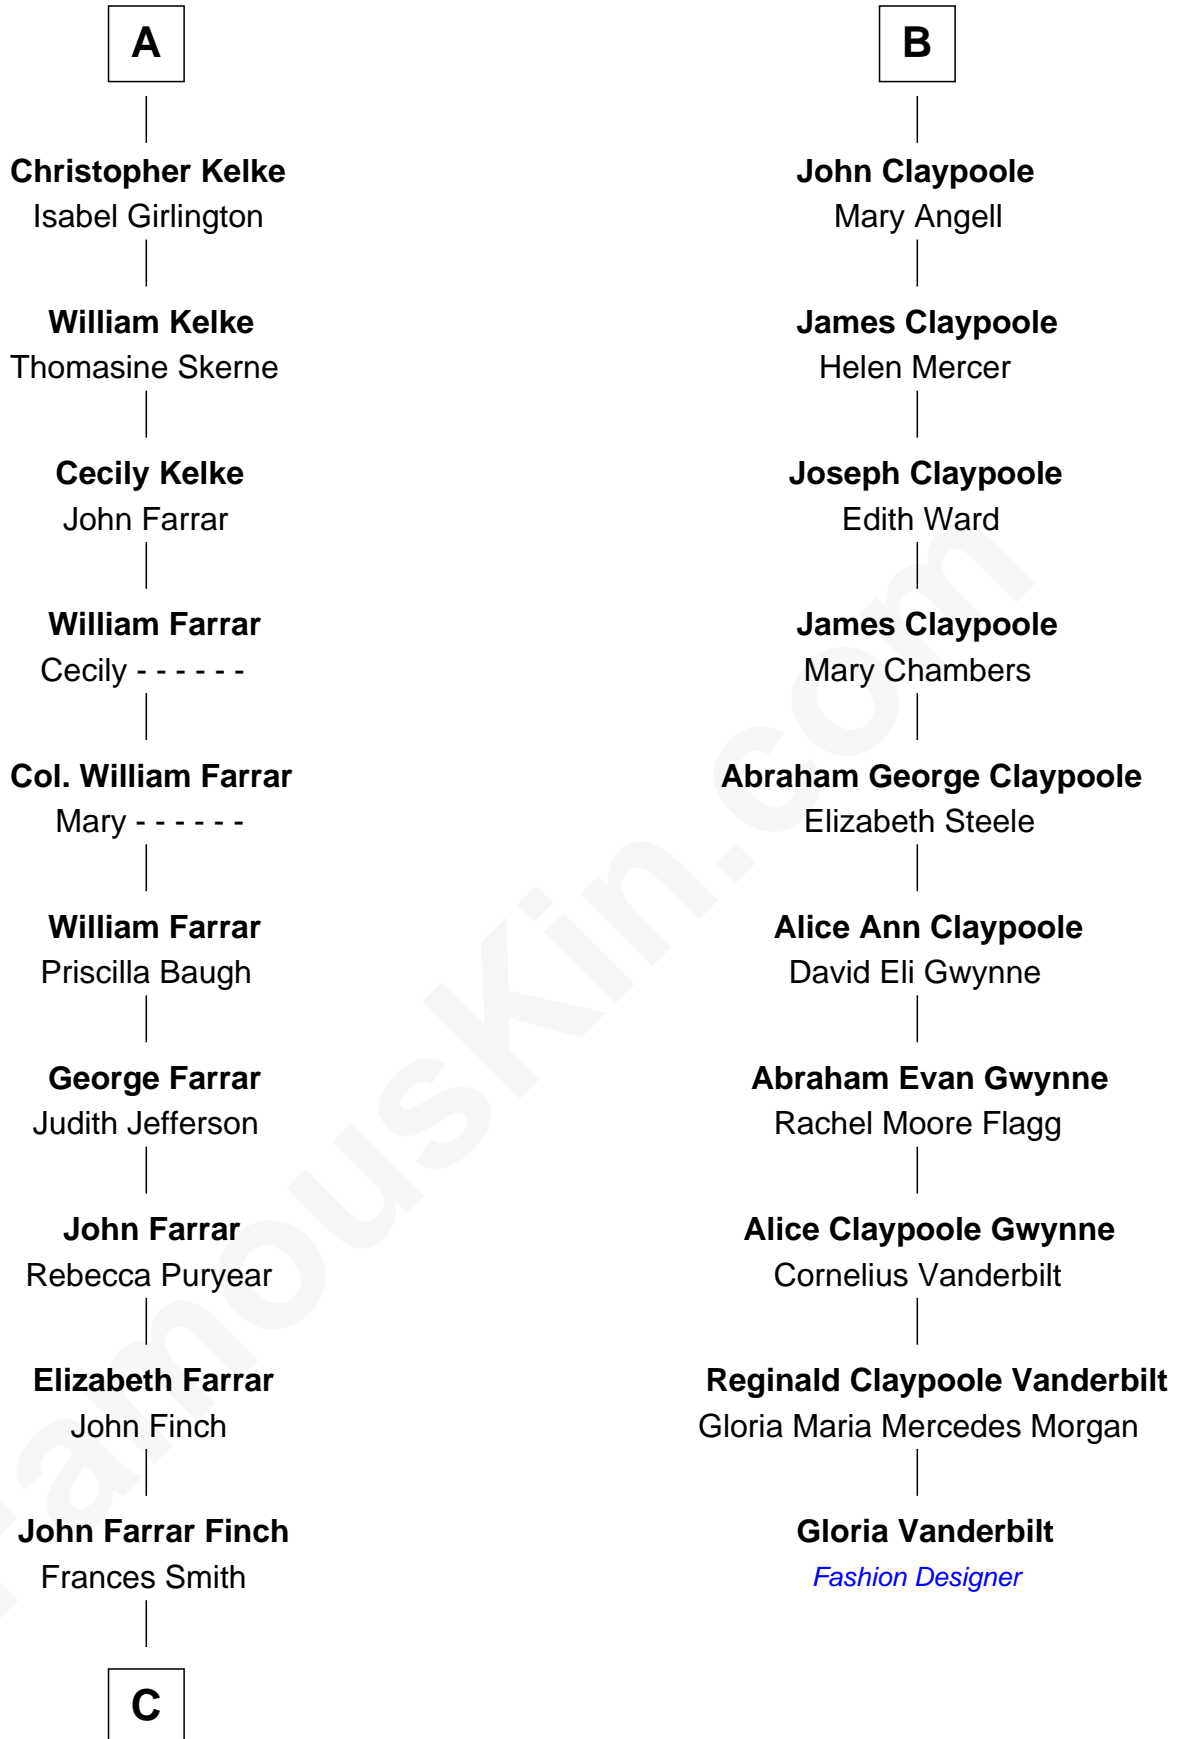 A
Christopher Kelke
Isabel Girlington
William Kelke
Thomasine Skerne
Cecily Kelke
John Farrar
William Farrar
Cecily - - - - - -
Col. William Farrar
Mary - - - - - -
William Farrar
Priscilla Baugh
George Farrar
Judith Jefferson
John Farrar
Rebecca Puryear
Elizabeth Farrar
John Finch
John Farrar Finch
Frances Smith
C
B
John Claypoole
Mary Angell
James Claypoole
Helen Mercer
Joseph Claypoole
Edith Ward
James Claypoole
Mary Chambers
Abraham George Claypoole
Elizabeth Steele
Alice Ann Claypoole
David Eli Gwynne
Abraham Evan Gwynne
Rachel Moore Flagg
Alice Claypoole Gwynne
Cornelius Vanderbilt
Reginald Claypoole Vanderbilt
Gloria Maria Mercedes Morgan
Gloria Vanderbilt
Fashion Designer
FamousKin.com